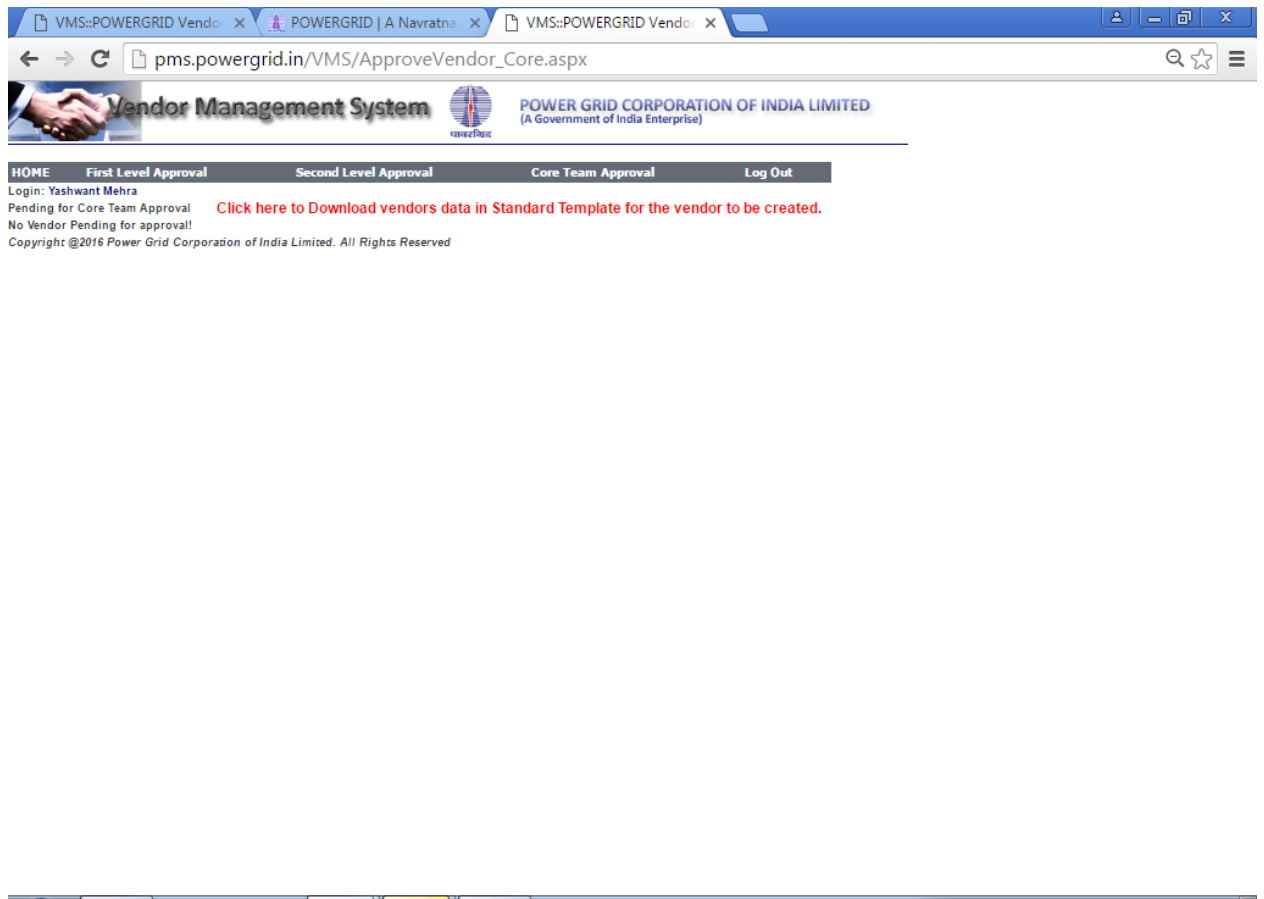 VMS::POWERGRID Vendo
POWERGRID | A Navratna
VMS::POWERGRID Vendor
pms.powergrid.in/VMS/ApproveVendor_Core.aspx
Vendor Management System
पावरग्रिड
POWER GRID CORPORATION OF INDIA LIMITED
(A Government of India Enterprise)
HOME First Level Approval Second Level Approval Core Team Approval Log Out
Login: Yashwant Mehra
Pending for Core Team Approval Click here to Download vendors data in Standard Template for the vendor to be created.
No Vendor Pending for approval!
Copyright @2016 Power Grid Corporation of India Limited. All Rights Reserved